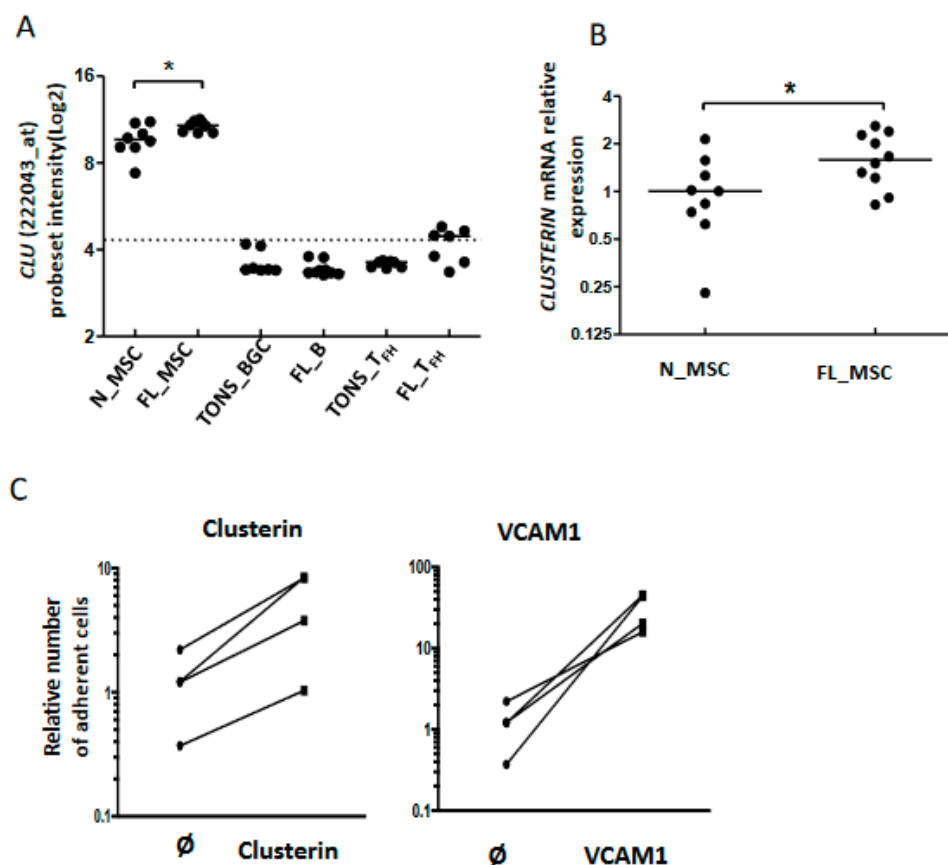 A
CLU (222043_at)
probeset intensity(Log2)
16
8
4
2
*
N_MSC
FL_MSC
TONS_BGC
FL_B
TONS_TFH
FL_TFH
B
CLUSTERIN mRNA relative
expression
4
2
1
0.5
0.25
0.125
*
N_MSC
FL_MSC
C
Clusterin
Relative number
of adherent cells
10
1
0.1
Ø
Clusterin
VCAM1
100
10
1
0.1
Ø
VCAM1